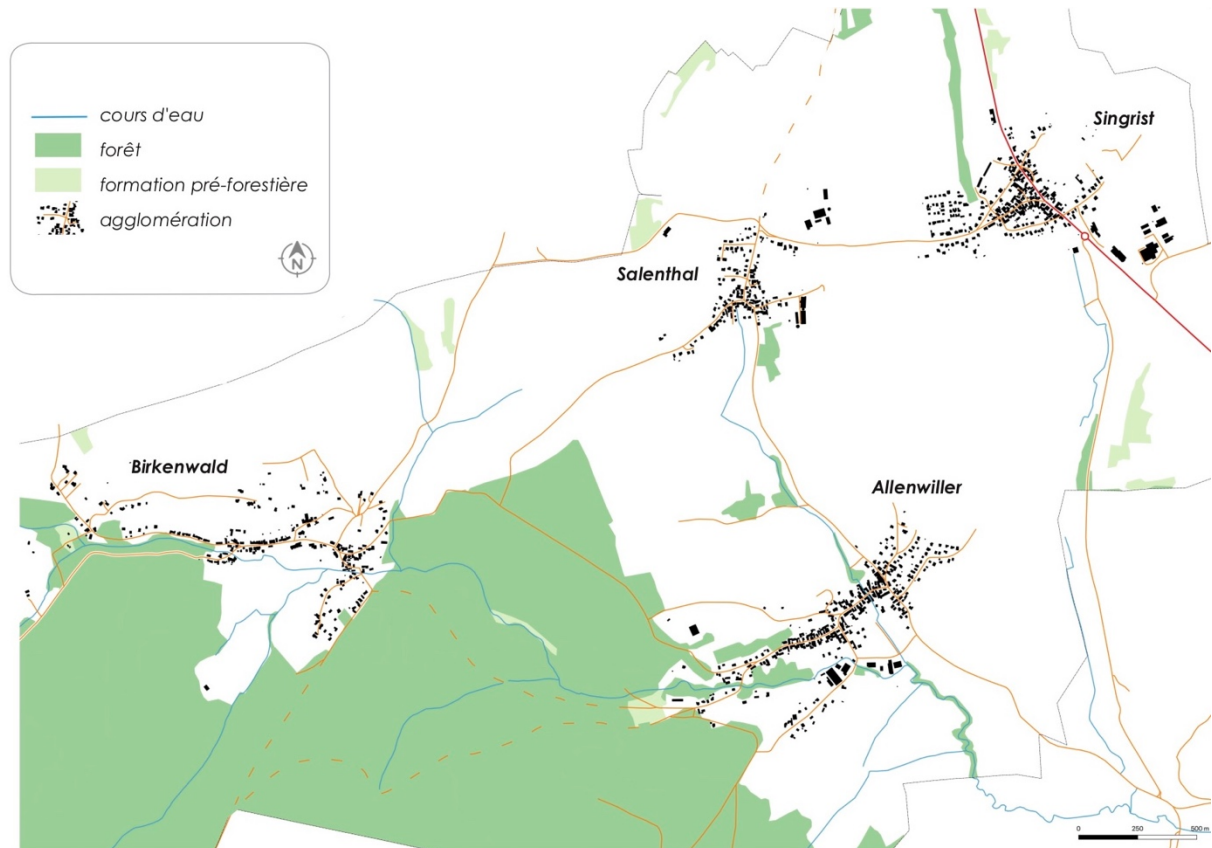 cours d'eau
forêt
formation pré-forestière
agglomération
N
Singrist
Salenthal
Birkenwald
Allenwiller
0 250 500 m